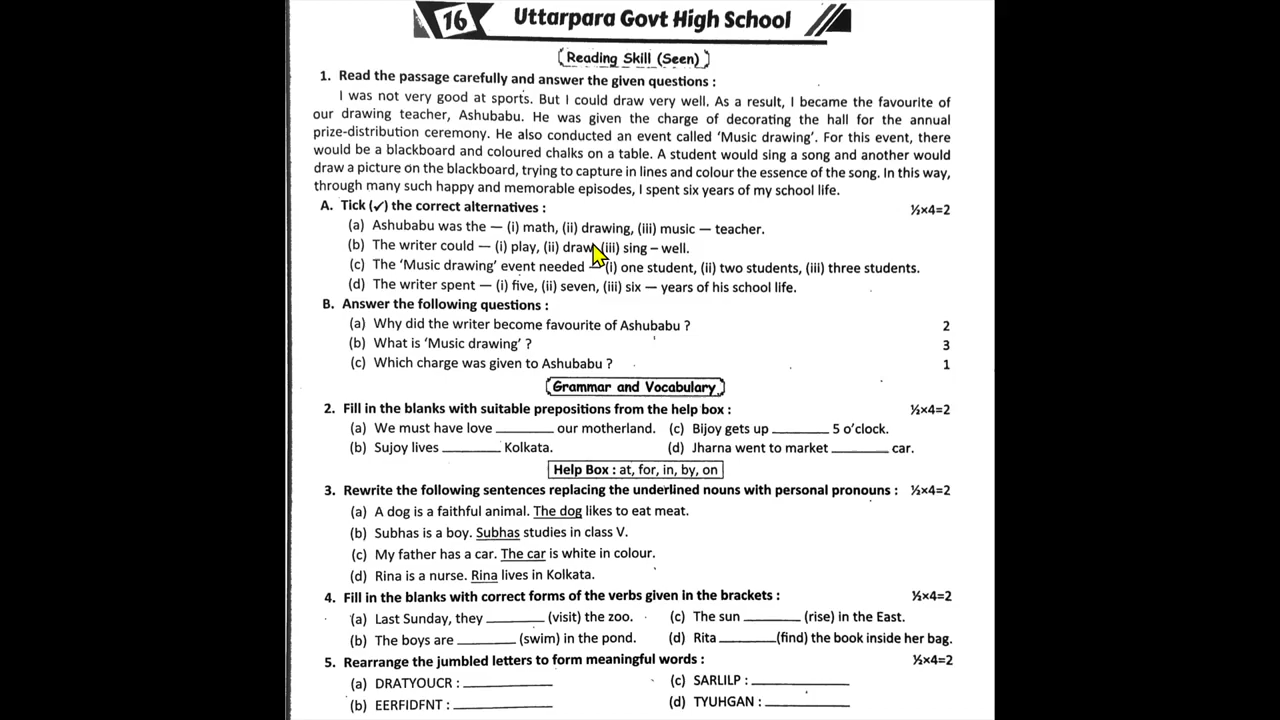 16 Uttarpara Govt High School
Reading Skill (Seen)
1. Read the passage carefully and answer the given questions :
I was not very good at sports. But I could draw very well. As a result, I became the favourite of
our drawing teacher, Ashubabu. He was given the charge of decorating the hall for the annual
prize-distribution ceremony. He also conducted an event called ‘Music drawing’. For this event, there
would be a blackboard and coloured chalks on a table. A student would sing a song and another would
draw a picture on the blackboard, trying to capture in lines and colour the essence of the song. In this way,
through many such happy and memorable episodes, I spent six years of my school life.
A. Tick (✓) the correct alternatives : ½×4=2
(a) Ashubabu was the — (i) math, (ii) drawing, (iii) music — teacher.
(b) The writer could — (i) play, (ii) draw, (iii) sing – well.
(c) The ‘Music drawing’ event needed — (i) one student, (ii) two students, (iii) three students.
(d) The writer spent — (i) five, (ii) seven, (iii) six — years of his school life.
B. Answer the following questions :
(a) Why did the writer become favourite of Ashubabu ? 2
(b) What is ‘Music drawing’ ? 3
(c) Which charge was given to Ashubabu ? 1
Grammar and Vocabulary
2. Fill in the blanks with suitable prepositions from the help box : ½×4=2
(a) We must have love ________ our motherland. (c) Bijoy gets up ________ 5 o’clock.
(b) Sujoy lives ________ Kolkata. (d) Jharna went to market ________ car.
Help Box : at, for, in, by, on
3. Rewrite the following sentences replacing the underlined nouns with personal pronouns : ½×4=2
(a) A dog is a faithful animal. The dog likes to eat meat.
(b) Subhas is a boy. Subhas studies in class V.
(c) My father has a car. The car is white in colour.
(d) Rina is a nurse. Rina lives in Kolkata.
4. Fill in the blanks with correct forms of the verbs given in the brackets : ½×4=2
(a) Last Sunday, they ________ (visit) the zoo. (c) The sun ________ (rise) in the East.
(b) The boys are ________ (swim) in the pond. (d) Rita ________ (find) the book inside her bag.
5. Rearrange the jumbled letters to form meaningful words : ½×4=2
(a) DRATYOUCR : ____________ (c) SARLILP : ____________
(b) EERFIDFNT : ____________ (d) TYUHGAN : ____________